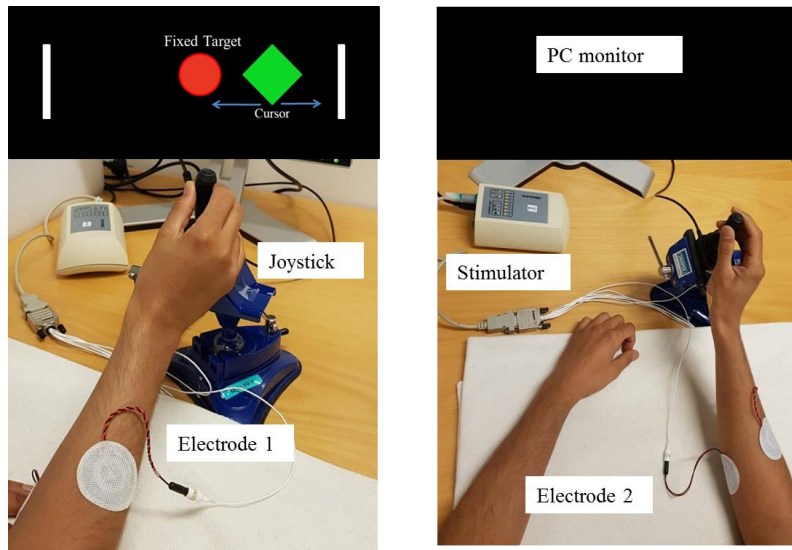 Fixed Target
Cursor
Joystick
Electrode 1
PC monitor
Stimulator
Electrode 2